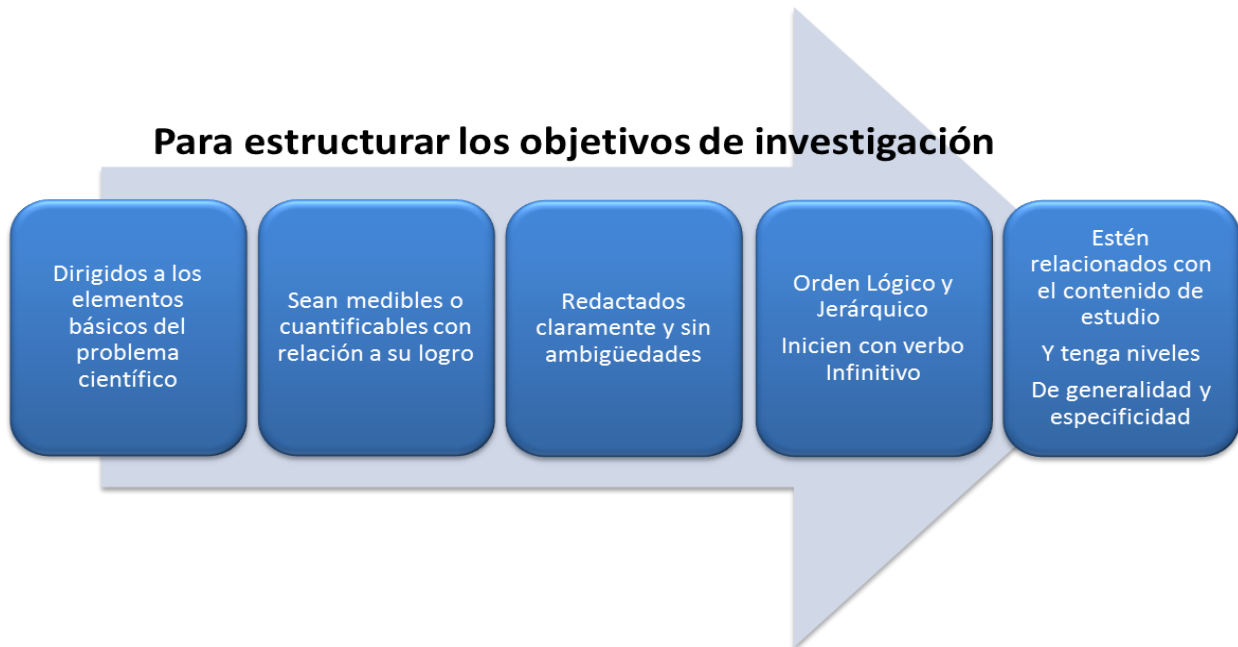 Para estructurar los objetivos de investigación
Dirigidos a los
elementos
básicos del
problema
científico
Sean medibles o
cuantificables con
relación a su logro
Redactados
claramente y sin
ambigüedades
Orden Lógico y
Jerárquico
Inicien con verbo
Infinitivo
Estén
relacionados con
el contenido de
estudio
Y tenga niveles
De generalidad y
especificidad